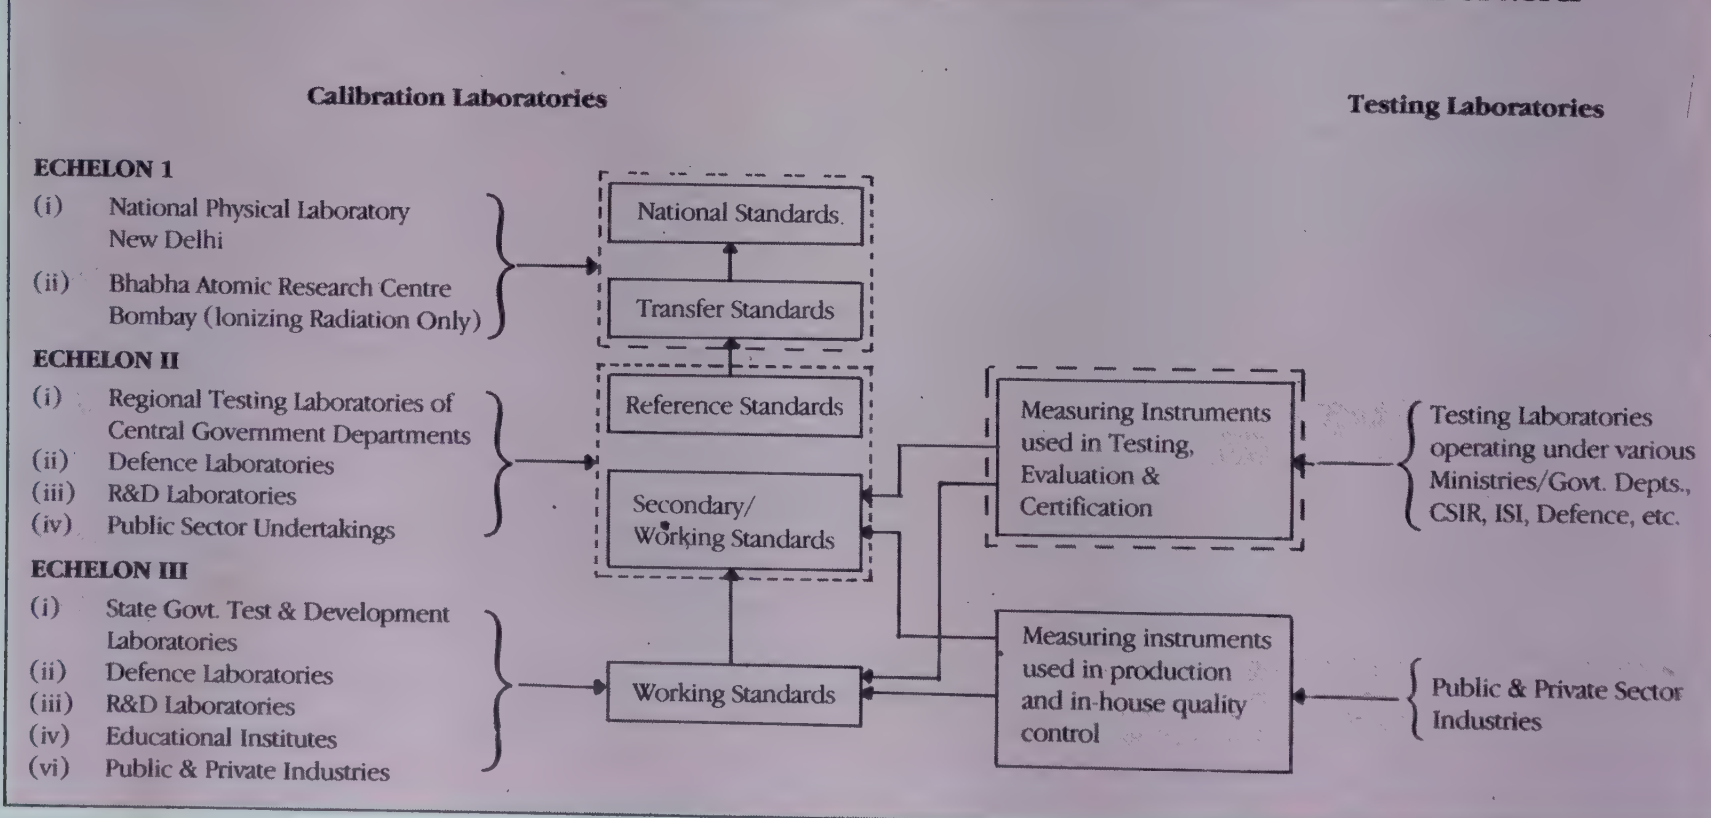 Calibration Laboratories
Testing Laboratories
ECHELON 1
(i) National Physical Laboratory
New Delhi
(ii) Bhabha Atomic Research Centre
Bombay (Ionizing Radiation Only)
ECHELON II
(i) Regional Testing Laboratories of
Central Government Departments
(ii) Defence Laboratories
(iii) R&D Laboratories
(iv) Public Sector Undertakings
ECHELON III
(i) State Govt. Test & Development
Laboratories
(ii) Defence Laboratories
(iii) R&D Laboratories
(iv) Educational Institutes
(vi) Public & Private Industries
National Standards.
Transfer Standards
Reference Standards
Secondary/
Working Standards
Working Standards
Measuring Instruments
used in Testing,
Evaluation &
Certification
Measuring instruments
used in production
and in-house quality
control
Testing Laboratories
operating under various
Ministries/Govt. Depts.,
CSIR, ISI, Defence, etc.
Public & Private Sector
Industries